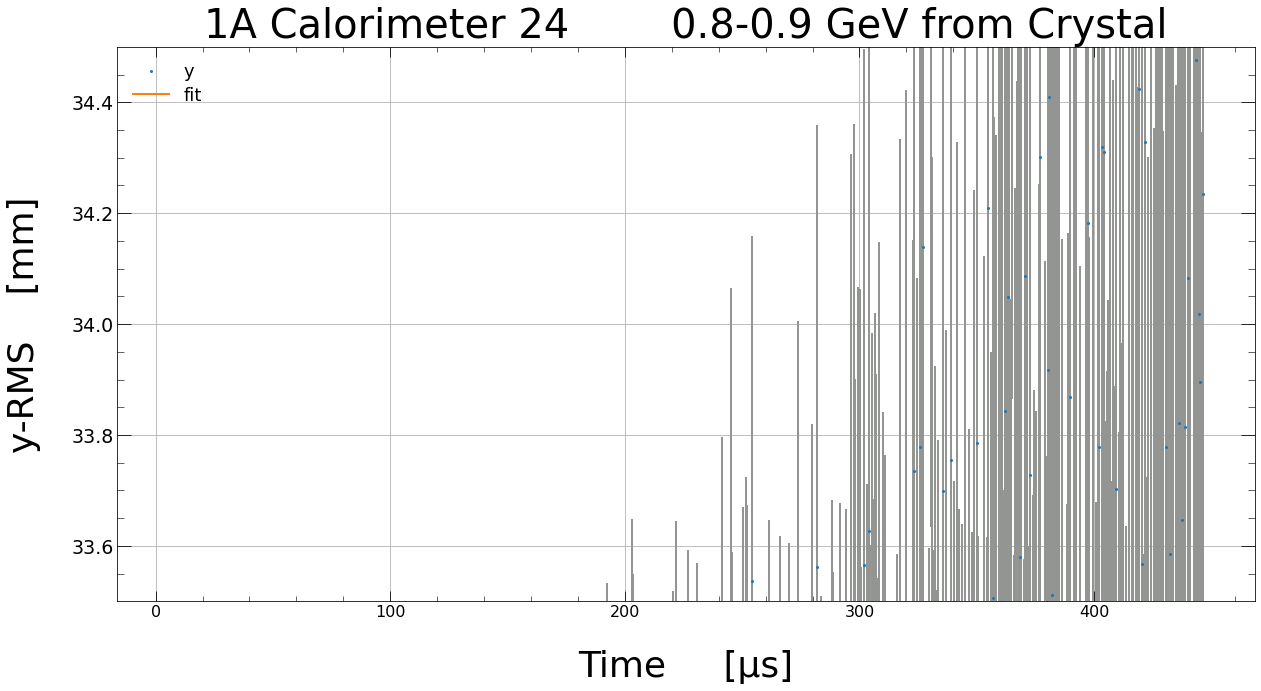 1A Calorimeter 24 0.8-0.9 GeV from Crystal
y
fit
34.4
34.2
34.0
33.8
33.6
y-RMS [mm]
0 100 200 300 400
Time [µs]